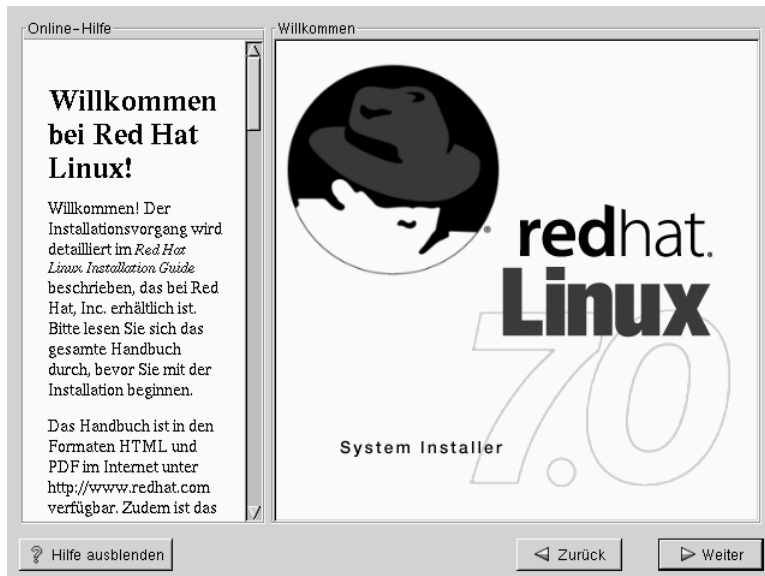 Online-Hilfe
Willkommen
bei Red Hat
Linux!
Willkommen! Der
Installationsvorgang wird
detailliert im Red Hat
Linux Installation Guide
beschrieben, das bei Red
Hat, Inc. erhältlich ist.
Bitte lesen Sie sich das
gesamte Handbuch
durch, bevor Sie mit der
Installation beginnen.
Das Handbuch ist in den
Formaten HTML und
PDF im Internet unter
http://www.redhat.com
verfügbar. Zudem ist das
Willkommen
redhat.
Linux
7.0
System Installer
Hilfe ausblenden
Zurück
Weiter